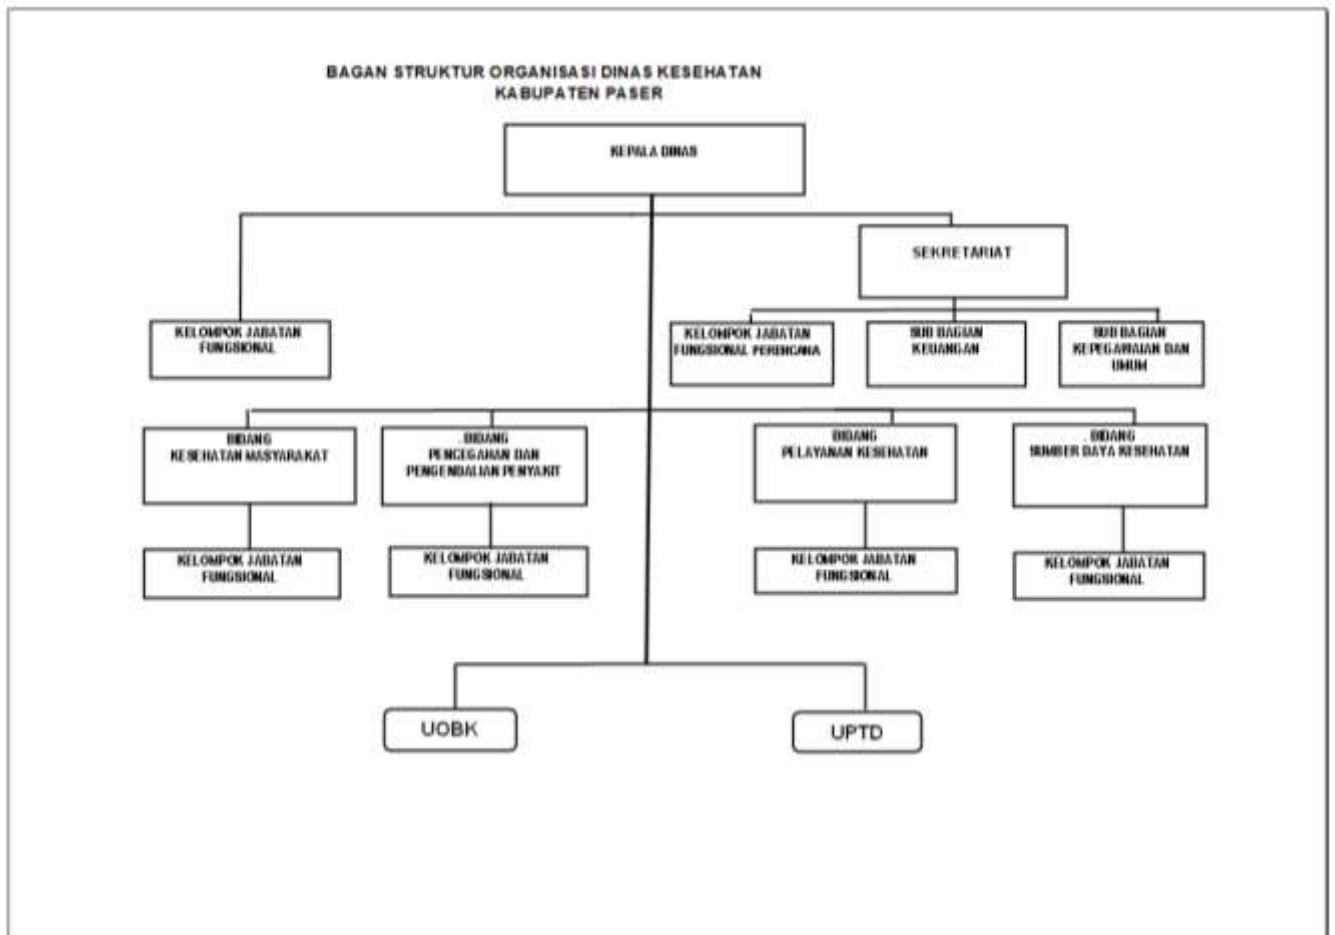 BAGAN STRUKTUR ORGANISASI DINAS KESEHATAN
KABUPATEN PASER
KEPALA DINAS
SEKRETARIAT
KELOMPOK JABATAN
FUNGSIONAL
KELOMPOK JABATAN
FUNGSIONAL PERENCANA
SUB BAGIAN
KEUANGAN
SUB BAGIAN
KEPEGAWAIAN DAN
UMUM
BIDANG
KESEHATAN MASYARAKAT
. BIDANG
PENCEGAHAN DAN
PENGENDALIAN PENYAKIT
BIDANG
PELAYANAN KESEHATAN
. BIDANG
SUMBER DAYA KESEHATAN
KELOMPOK JABATAN
FUNGSIONAL
KELOMPOK JABATAN
FUNGSIONAL
KELOMPOK JABATAN
FUNGSIONAL
KELOMPOK JABATAN
FUNGSIONAL
UOBK
UPTD